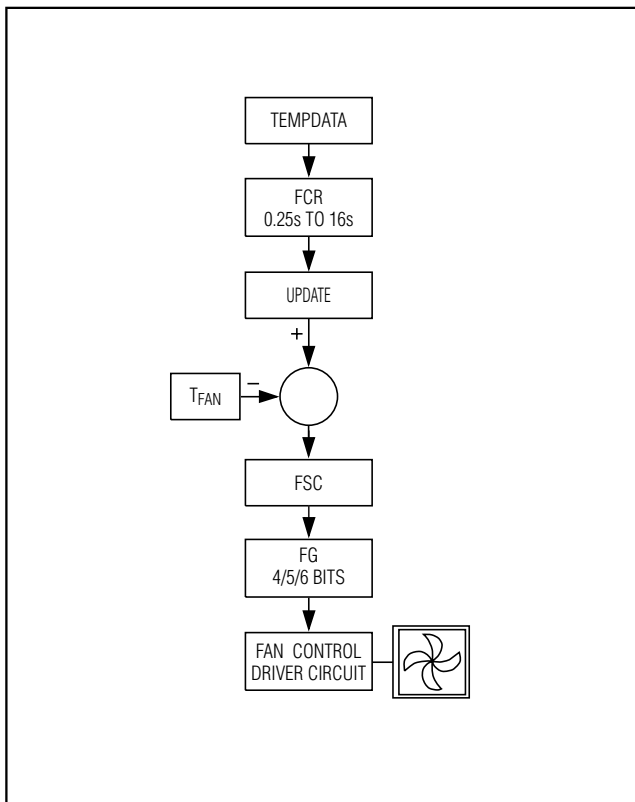 TEMPDATA
FCR
0.25s TO 16s
UPDATE
+
TFAN
–
FSC
FG
4/5/6 BITS
FAN CONTROL
DRIVER CIRCUIT